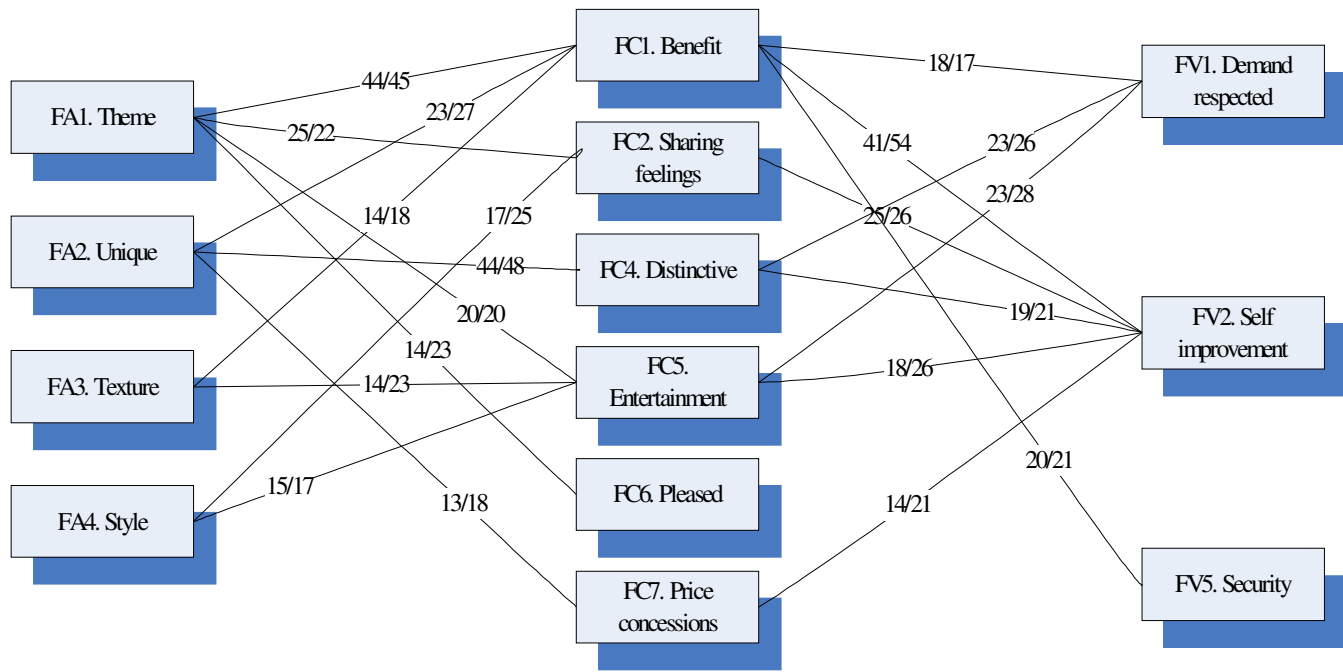 FC1. Benefit
18/17
FV1. Demand
respected
44/45
FA1. Theme
23/27
25/22
FC2. Sharing
feelings
41/54
23/26
23/28
14/18
17/25
25/26
FA2. Unique
44/48
FC4. Distinctive
20/20
19/21
FV2. Self
improvement
14/23
FA3. Texture
14/23
FC5.
Entertainment
18/26
20/21
15/17
13/18
FA4. Style
FC6. Pleased
14/21
FC7. Price
concessions
FV5. Security